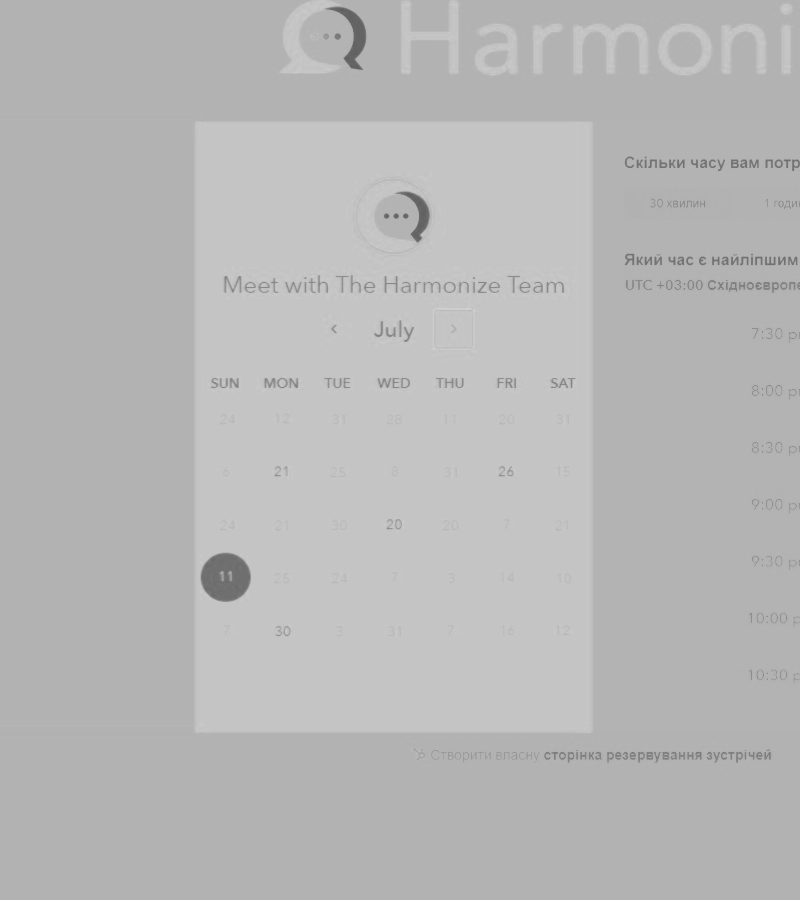 Harmoni
Meet with The Harmonize Team
July
SUN MON TUE WED THU FRI SAT
24 12 31 28 11 20 31
6 21 25 8 31 26 15
24 21 30 20 20 7 21
11 25 24 7 3 14 10
7 30 5 31 7 16 12
Скільки часу вам потр
30 хвилин 1 годи
Який час є найліпшим
UTC +03:00 Східноєвропе
7:30 p
8:00 p
8:30 p
9:00 p
9:30 p
10:00 p
10:30 p
Створити власну сторінка резервування зустрічей